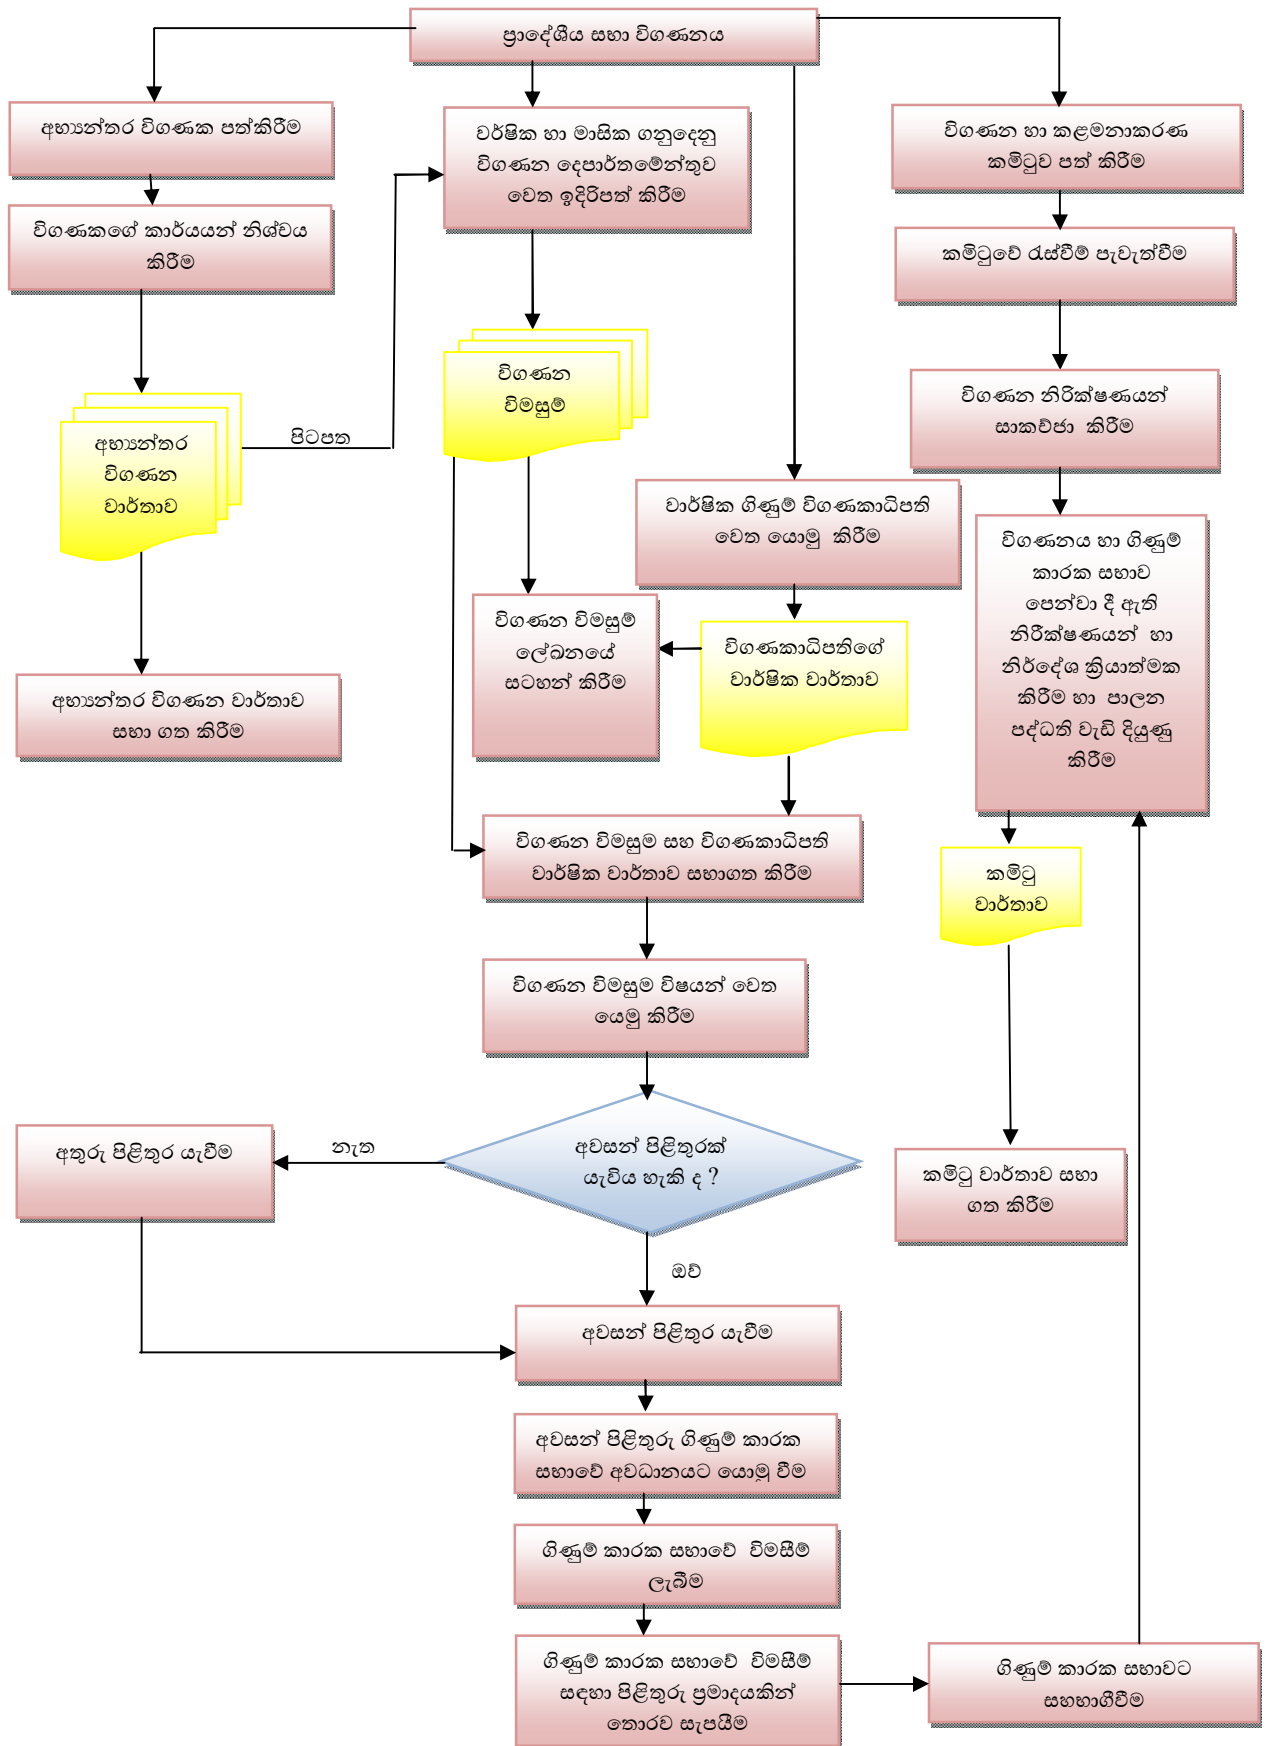 ප්‍රාදේශීය සභා විගණනය
අභ්‍යන්තර විගණක පත්කිරීම
විගණකගේ කාර්යයන් නිශ්චය
කිරීම
අභ්‍යන්තර
විගණන
වාර්තාව
පිටපත
අභ්‍යන්තර විගණන වාර්තාව
සභා ගත කිරීම
වර්ෂික හා මාසික ගනුදෙනු
විගණන දෙපාර්තමේන්තුව
වෙත ඉදිරිපත් කිරීම
විගණන
විමසුම්
විගණන විමසුම්
ලේඛනයේ
සටහන් කිරීම
වාර්ෂික ගිණුම් විගණකාධිපති
වෙත යොමු කිරීම
විගණකාධිපතිගේ
වාර්ෂික වාර්තාව
විගණන හා කළමනාකරණ
කමිටුව පත් කිරීම
කමිටුවේ රැස්වීම් පැවැත්වීම
විගණන නිරික්ෂණයන්
සාකච්ඡා කිරීම
විගණනය හා ගිණුම්
කාරක සභාව
පෙන්වා දී ඇති
නිරීක්ෂණයන් හා
නිර්දේශ ක්‍රියාත්මක
කිරීම හා පාලන
පද්ධති වැඩි දියුණු
කිරීම
කමිටු
වාර්තාව
කමිටු වාර්තාව සභා
ගත කිරීම
විගණන විමසුම සහ විගණකාධිපති
වාර්ෂික වාර්තාව සභාගත කිරීම
විගණන විමසුම විෂයන් වෙත
යෙමු කිරීම
අවසන් පිළිතුරක්
යැවිය හැකි ද ?
නැත
අතුරු පිළිතුර යැවීම
ඔව්
අවසන් පිළිතුර යැවීම
අවසන් පිළිතුරු ගිණුම් කාරක
සභාවේ අවධානයට යොමු වීම
ගිණුම් කාරක සභාවේ විමසීම්
ලැබීම
ගිණුම් කාරක සභාවේ විමසීම්
සඳහා පිළිතුරු ප්‍රමාදයකින්
තොරව සැපයීම
ගිණුම් කාරක සභාවට
සහභාගීවීම